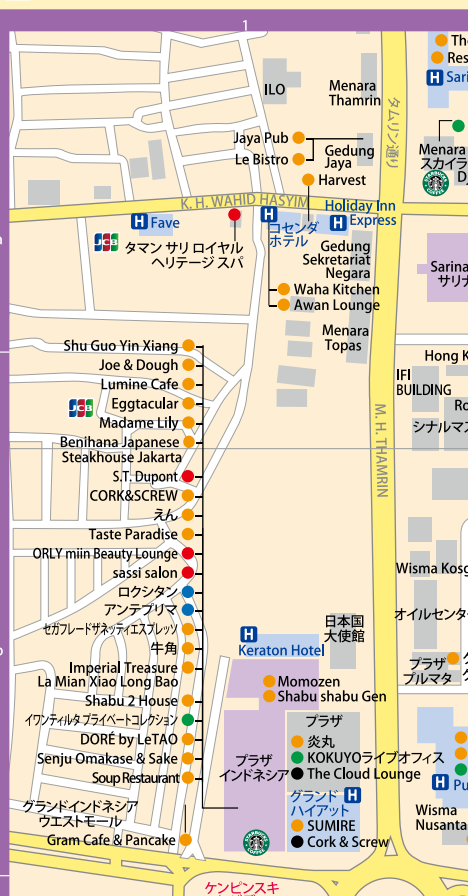 1
The
Res
H Sari
ILO
Menara
Thamrin
タムリン通り
Jaya Pub
Le Bistro
Gedung
Jaya
Harvest
Menara
スカイラ
STARBUCKS COFFEE
K. H. WAHID HASYIM
Holiday Inn
H Express
H Fave
H
コセンダ
ホテル
JCB
タマン サリ ロイヤル
ヘリテージ スパ
Gedung
Sekretariat
Negara
Sarina
サリナ
Waha Kitchen
Awan Lounge
Menara
Topas
Shu Guo Yin Xiang
Joe & Dough
Lumine Cafe
JCB
Eggtacular
Madame Lily
Benihana Japanese
Steakhouse Jakarta
S.T. Dupont
CORK&SCREW
えん
Taste Paradise
ORLY miin Beauty Lounge
sassi salon
ロクシタン
アンテプリマ
セガフレードザネッティエスプレッソ
牛角
Imperial Treasure
La Mian Xiao Long Bao
Shabu 2 House
イワンティルタ プライベートコレクション
DORÉ by LeTAO
Senju Omakase & Sake
Soup Restaurant
グランドインドネシア
ウエストモール
Gram Cafe & Pancake
Hong K
IFI
BUILDING
Ro
シナルマス
M. H. THAMRIN
Wisma Kosg
オイルセンタ
日本国
大使館
H
Keraton Hotel
プラザ
プルマタ
Momozen
Shabu shabu Gen
プラザ
インドネシア
プラザ
炎丸
KOKUYOライブオフィス
The Cloud Lounge
グランド H
ハイアット
SUMIRE
Cork & Screw
H Pu
Wisma
Nusanta
STARBUCKS COFFEE
ケンピンスキ